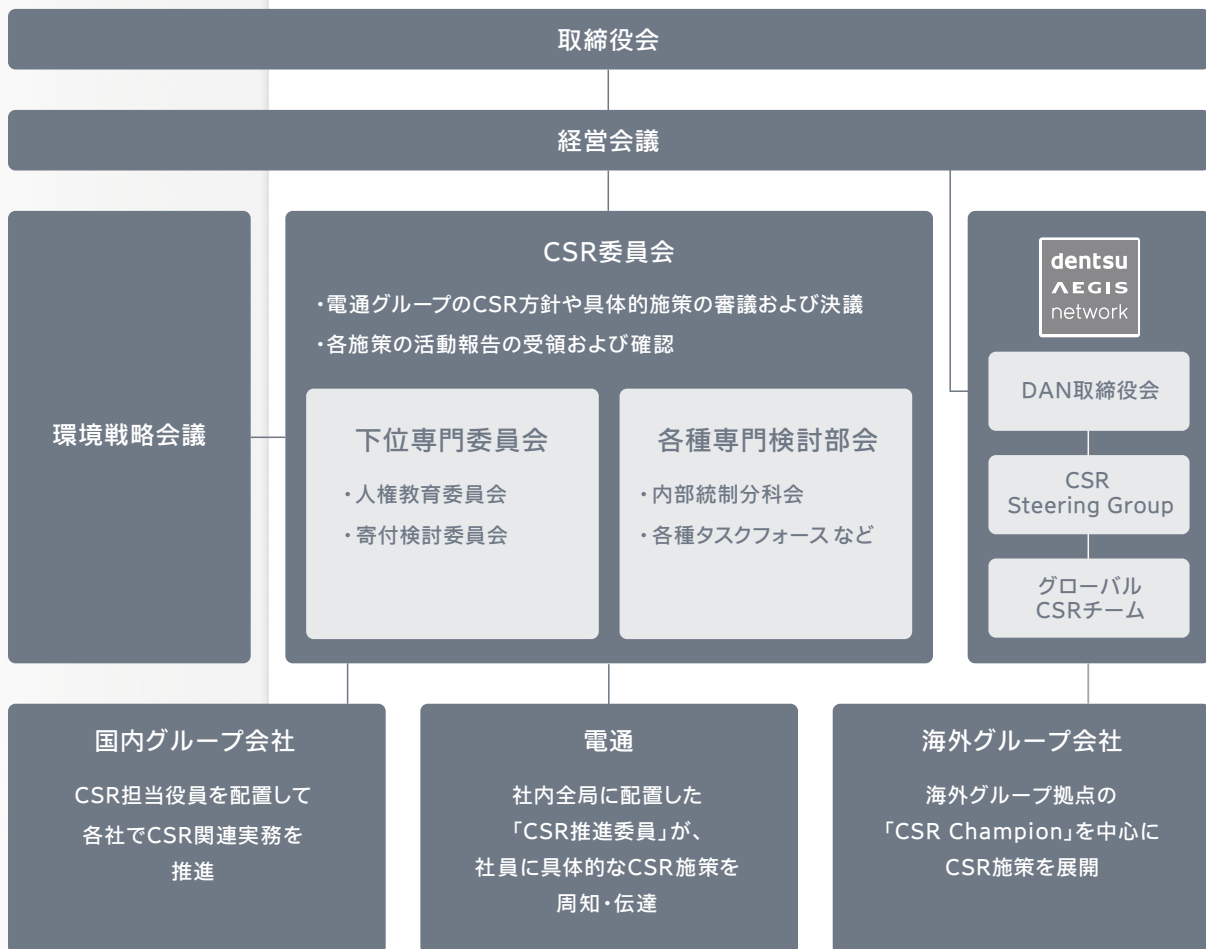 取締役会
経営会議
環境戦略会議
CSR委員会
・電通グループのCSR方針や具体的施策の審議および決議
・各施策の活動報告の受領および確認
下位専門委員会
・人権教育委員会
・寄付検討委員会
各種専門検討部会
・内部統制分科会
・各種タスクフォースなど
dentsu
AEGIS
network
DAN取締役会
CSR
Steering Group
グローバル
CSRチーム
国内グループ会社
CSR担当役員を配置して
各社でCSR関連実務を
推進
電通
社内全局に配置した
「CSR推進委員」が、
社員に具体的なCSR施策を
周知・伝達
海外グループ会社
海外グループ拠点の
「CSR Champion」を中心に
CSR施策を展開